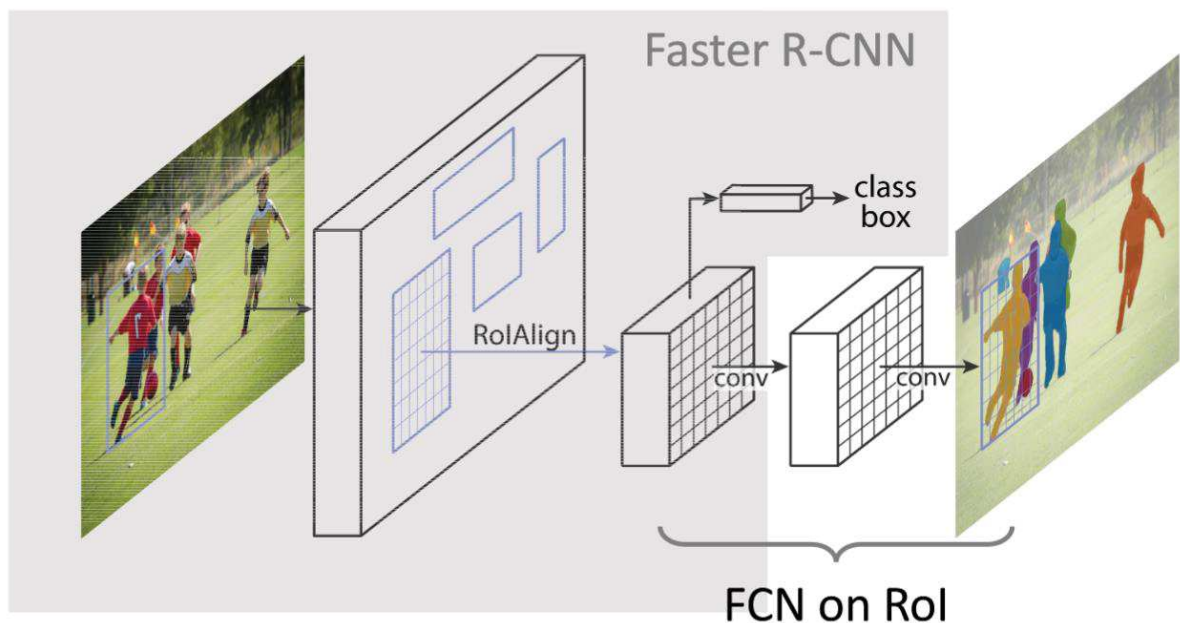 Faster R-CNN
class
box
RoIAlign
conv
conv
FCN on RoI